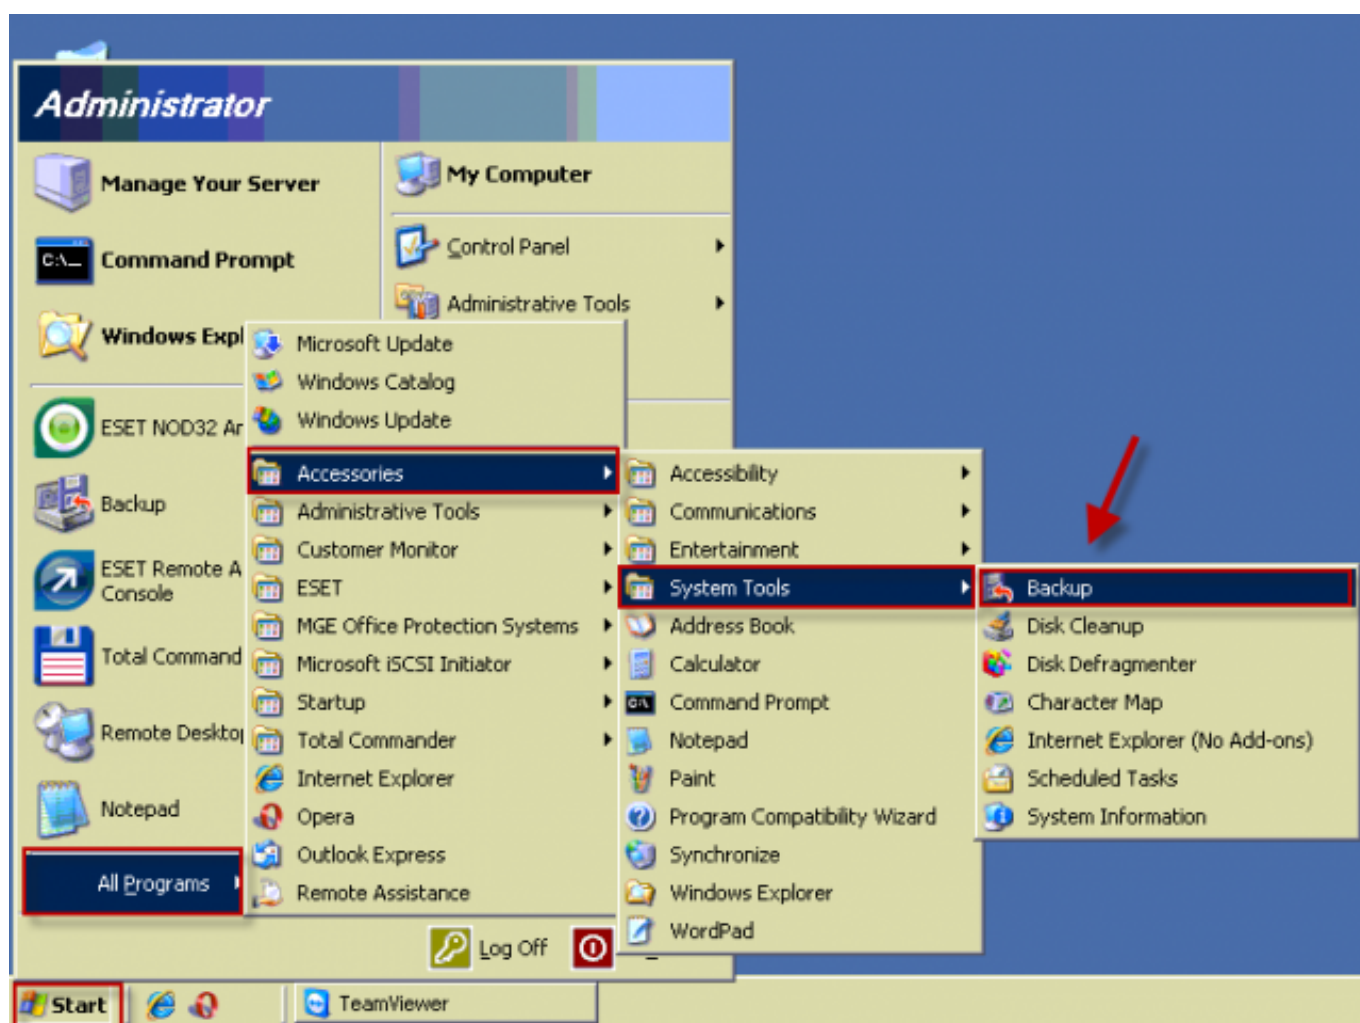 Administrator
Manage Your Server
Command Prompt
Windows Expl
ESET NOD32 Ar
Backup
ESET Remote A
Console
Total Command
Remote Desktop
Notepad
All Programs
My Computer
Control Panel
Administrative Tools
Microsoft Update
Windows Catalog
Windows Update
Accessories
Administrative Tools
Customer Monitor
ESET
MGE Office Protection Systems
Microsoft iSCSI Initiator
Startup
Total Commander
Internet Explorer
Opera
Outlook Express
Remote Assistance
Accessibility
Communications
Entertainment
System Tools
Address Book
Calculator
Command Prompt
Notepad
Paint
Program Compatibility Wizard
Synchronize
Windows Explorer
WordPad
Backup
Disk Cleanup
Disk Defragmenter
Character Map
Internet Explorer (No Add-ons)
Scheduled Tasks
System Information
Log Off
Start
TeamViewer